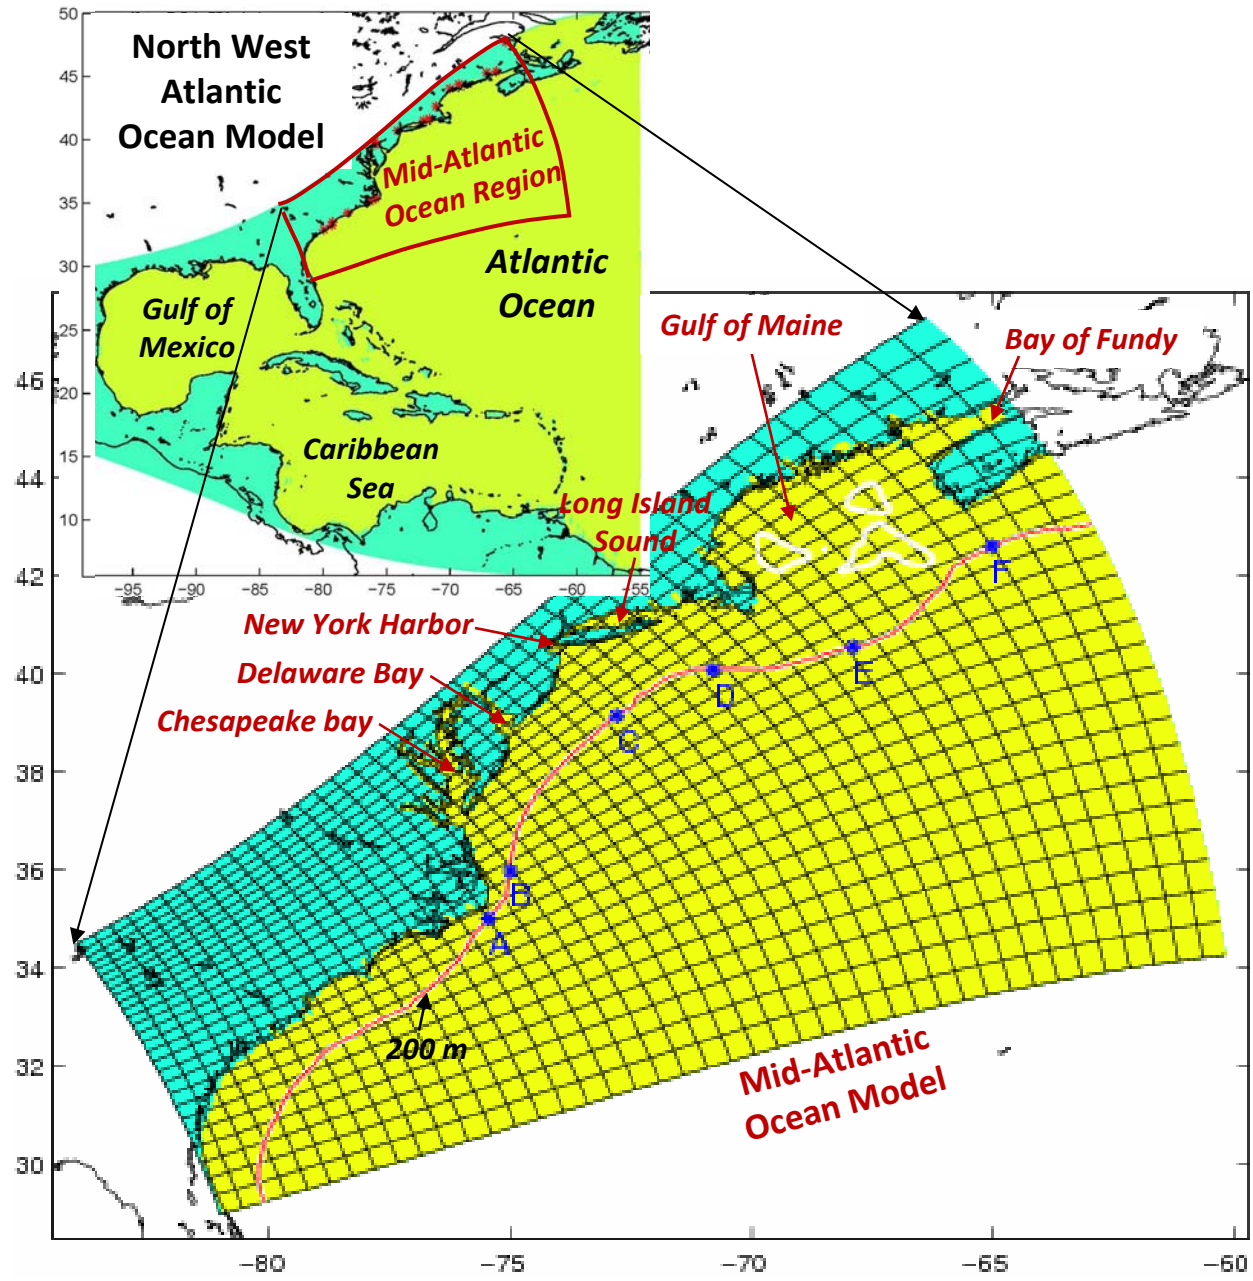 North West
Atlantic
Ocean Model
Mid-Atlantic
Ocean Region
Atlantic
Ocean
Gulf of
Mexico
Caribbean
Sea
50
45
40
35
30
25
20
15
10
−95
−90
−85
−80
−75
−70
−65
−60
−55
Gulf of Maine
Bay of Fundy
Long Island
Sound
New York Harbor
Delaware Bay
Chesapeake bay
A
B
C
D
E
F
200 m
Mid-Atlantic
Ocean Model
46
44
42
40
38
36
34
32
30
−80
−75
−70
−65
−60